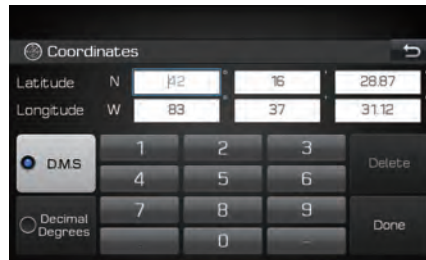 Coordinates
Latitude N 42 ° 16 ' 28.87
Longitude W 83 ° 37 ' 31.12
D.M.S 1 2 3 Delete
4 5 6
Decimal Degrees 7 8 9 Done
0 -